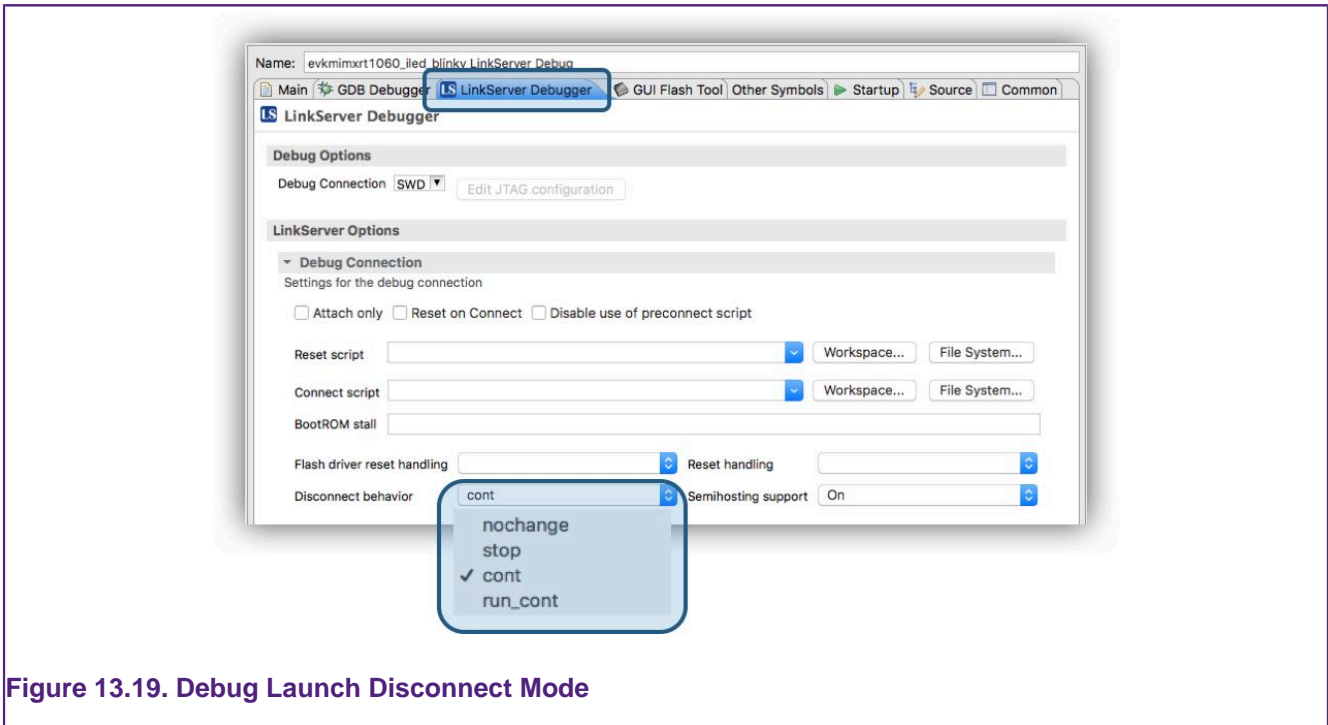 Name: evkmimxrt1060_iled_blinky LinkServer Debug
Main GDB Debugger LS LinkServer Debugger GUI Flash Tool Other Symbols Startup Source Common
LS LinkServer Debugger
Debug Options
Debug Connection SWD Edit JTAG configuration
LinkServer Options
Debug Connection
Settings for the debug connection
Attach only Reset on Connect Disable use of preconnect script
Reset script Workspace... File System...
Connect script Workspace... File System...
BootROM stall
Flash driver reset handling Reset handling
Disconnect behavior cont Semihosting support On
nochange
stop
✓ cont
run_cont
Figure 13.19. Debug Launch Disconnect Mode